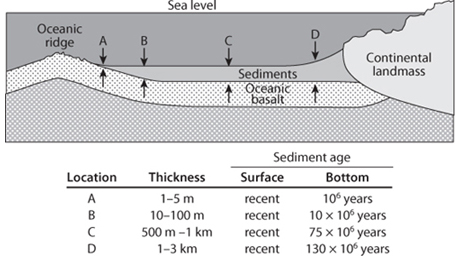 Sea level
Oceanic
ridge
A
B
C
D
Continental
landmass
Sediments
Oceanic
basalt
Sediment age
Location Thickness Surface Bottom
A 1–5 m recent 10⁶ years
B 10–100 m recent 10 × 10⁶ years
C 500 m –1 km recent 75 × 10⁶ years
D 1–3 km recent 130 × 10⁶ years